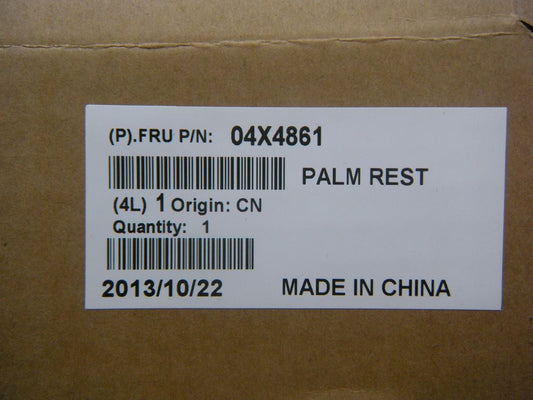 (P).FRU P/N: 04X4861
PALM REST
(4L) 1 Origin: CN
Quantity: 1
2013/10/22 MADE IN CHINA